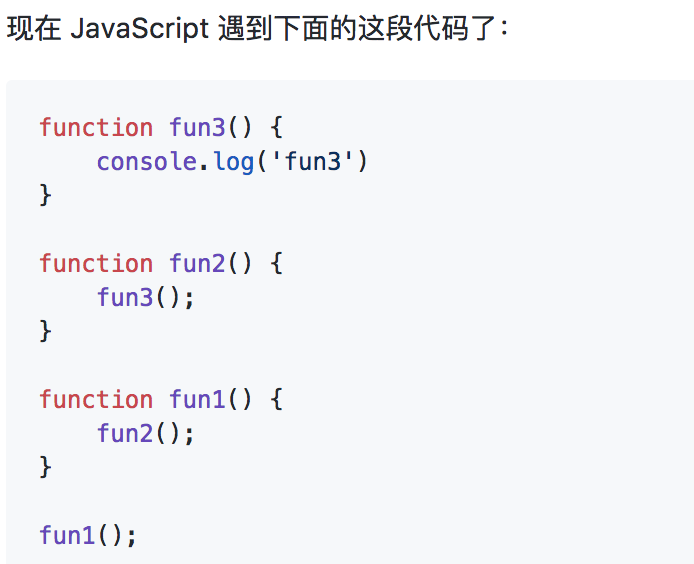 现在 JavaScript 遇到下面的这段代码了：
function fun3() {
    console.log('fun3')
}
function fun2() {
    fun3();
}
function fun1() {
    fun2();
}
fun1();